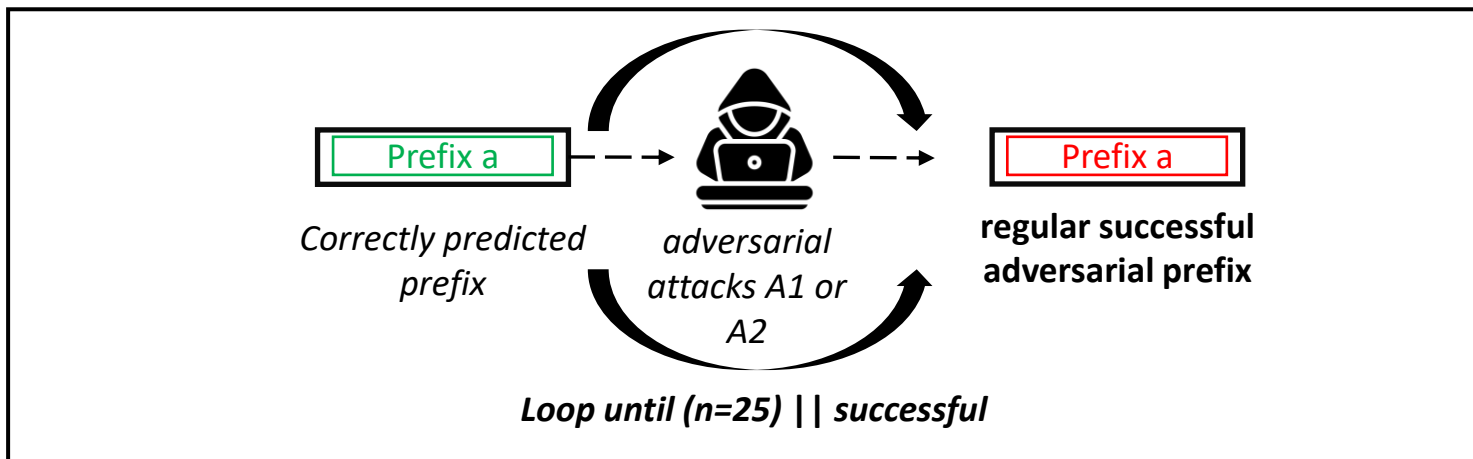 Prefix a
Prefix a
Correctly predicted
prefix
adversarial
attacks A1 or
A2
regular successful
adversarial prefix
Loop until (n=25) || successful